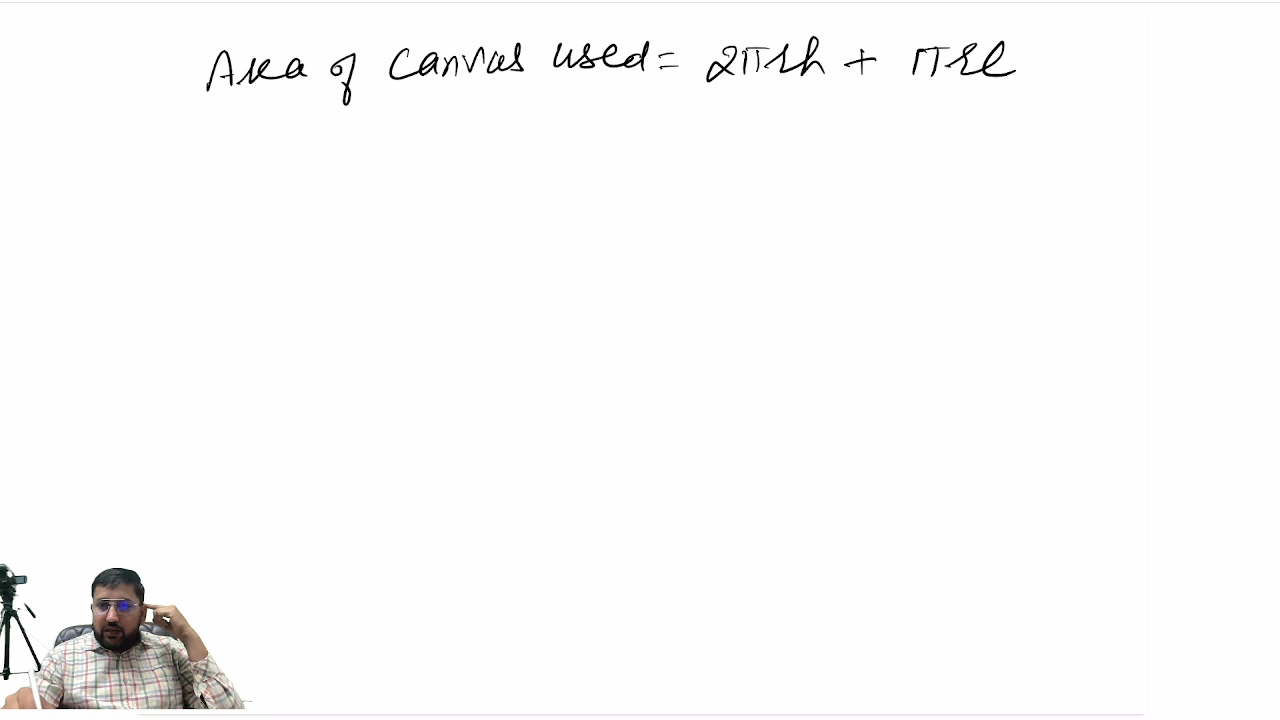 Area of canvas used = 2πrh + πrl